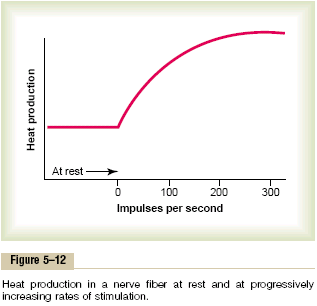 Heat production
At rest
0 100 200 300
Impulses per second
Figure 5–12
Heat production in a nerve fiber at rest and at progressively
increasing rates of stimulation.